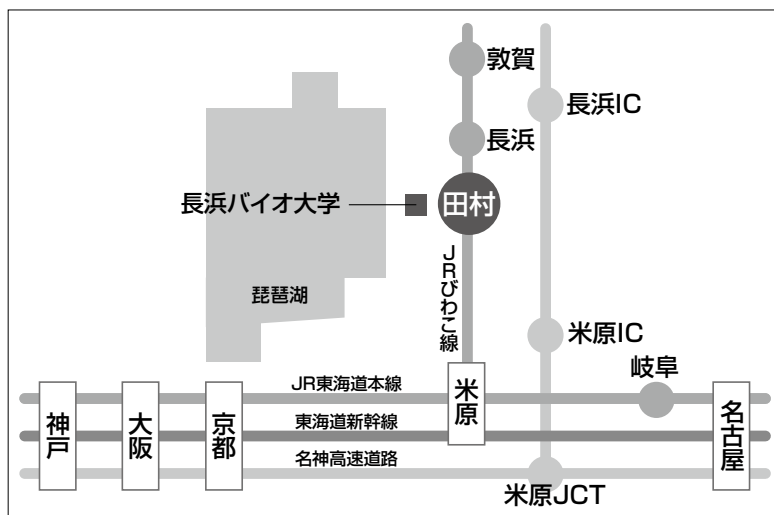 敦賀
長浜IC
長浜
長浜バイオ大学
田村
JRびわこ線
琵琶湖
米原IC
岐阜
JR東海道本線
米原
神戸
大阪
京都
東海道新幹線
名古屋
名神高速道路
米原JCT